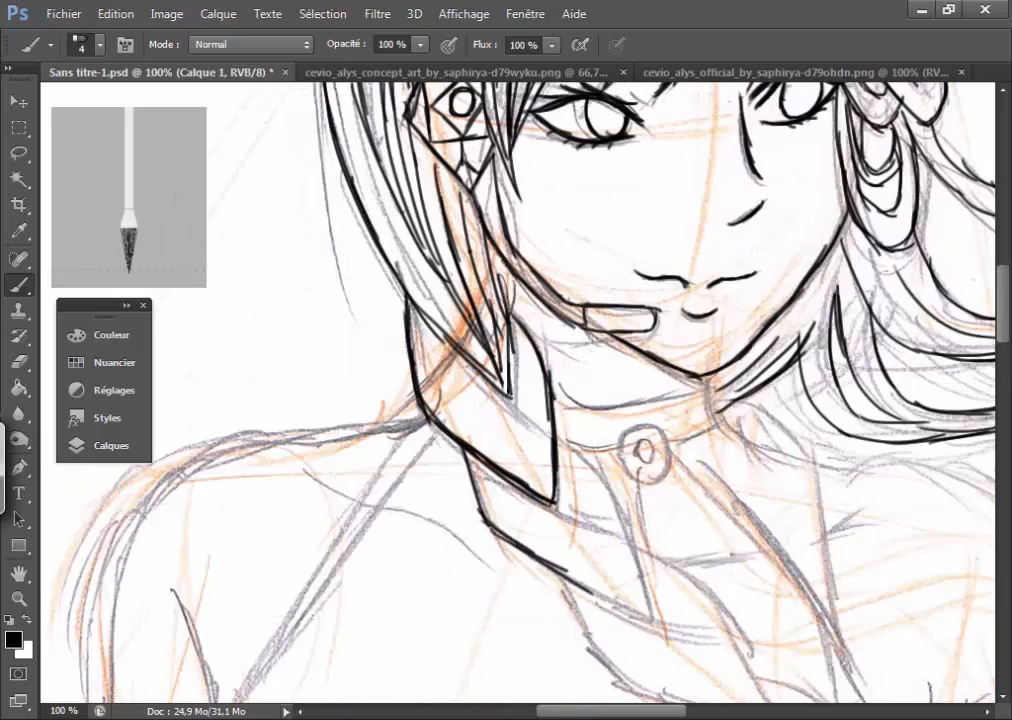 Ps Fichier Edition Image Calque Texte Sélection Filtre 3D Affichage Fenêtre Aide
4 Mode : Normal Opacité : 100 % Flux : 100 %
Sans titre-1.psd @ 100% (Calque 1, RVB/8) * × cevio_alys_concept_art_by_saphirya-d79wyku.png @ 66,7... × cevio_alys_official_by_saphirya-d79ohdn.png @ 100% (RV... ×
Couleur
Nuancier
Réglages
Styles
Calques
T
100 % Doc : 24,9 Mo/31,1 Mo